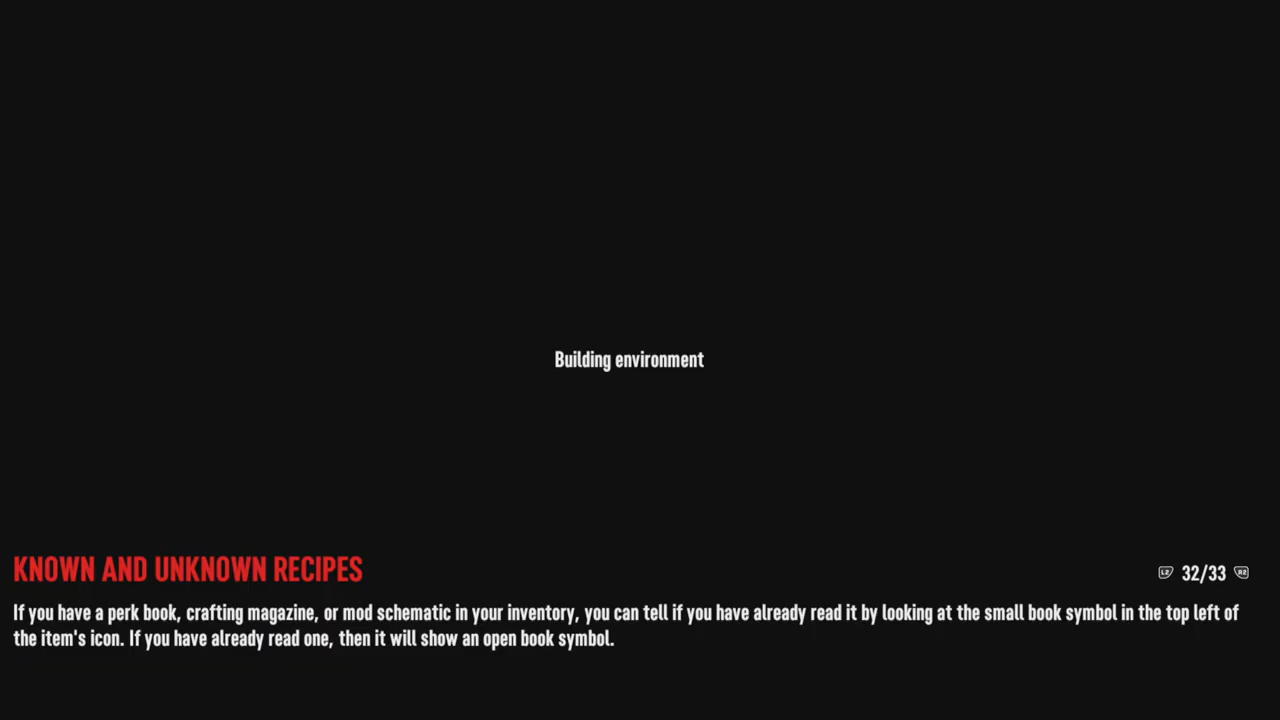 Building environment
KNOWN AND UNKNOWN RECIPES
L2 32/33 R2
If you have a perk book, crafting magazine, or mod schematic in your inventory, you can tell if you have already read it by looking at the small book symbol in the top left of
the item's icon. If you have already read one, then it will show an open book symbol.